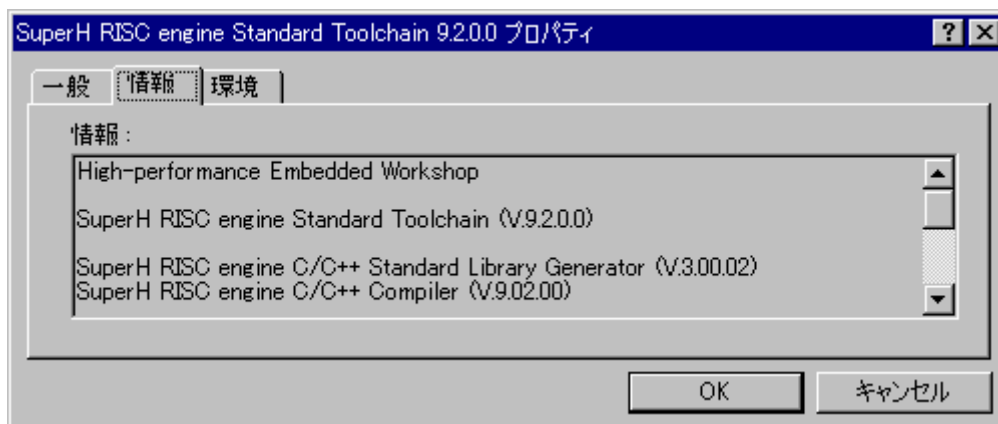 SuperH RISC engine Standard Toolchain 9.2.0.0 プロパティ
一般 情報 環境
情報 :
High-performance Embedded Workshop
SuperH RISC engine Standard Toolchain (V.9.2.0.0)
SuperH RISC engine C/C++ Standard Library Generator (V.3.00.02)
SuperH RISC engine C/C++ Compiler (V.9.02.00)
OK キャンセル